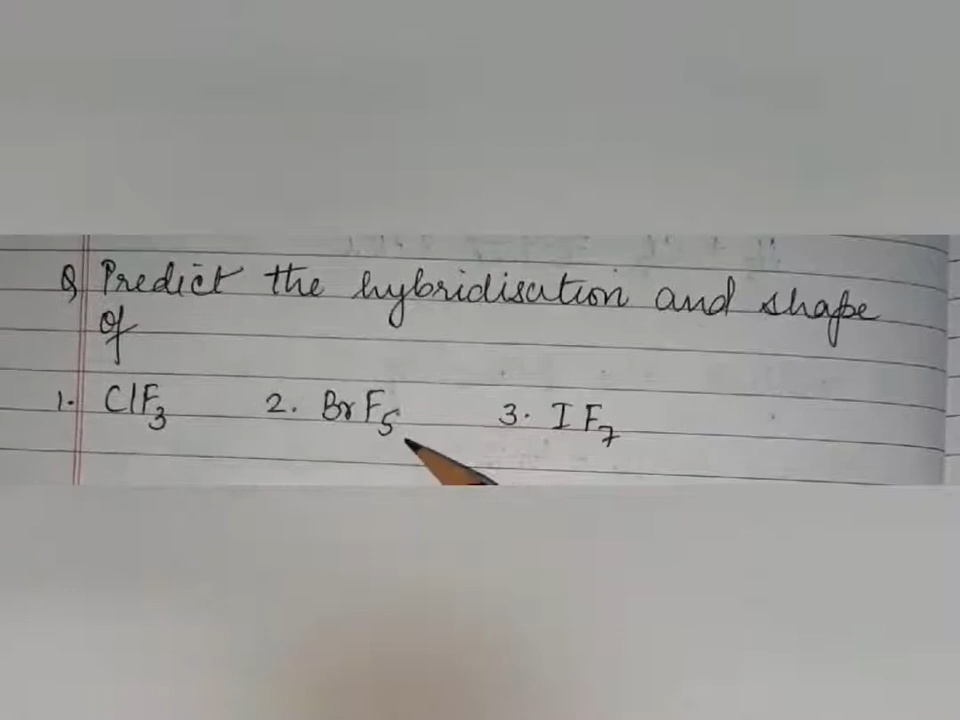 Q Predict the hybridisation and shape
of
1. ClF₃ 2. BrF₅ 3. IF₇